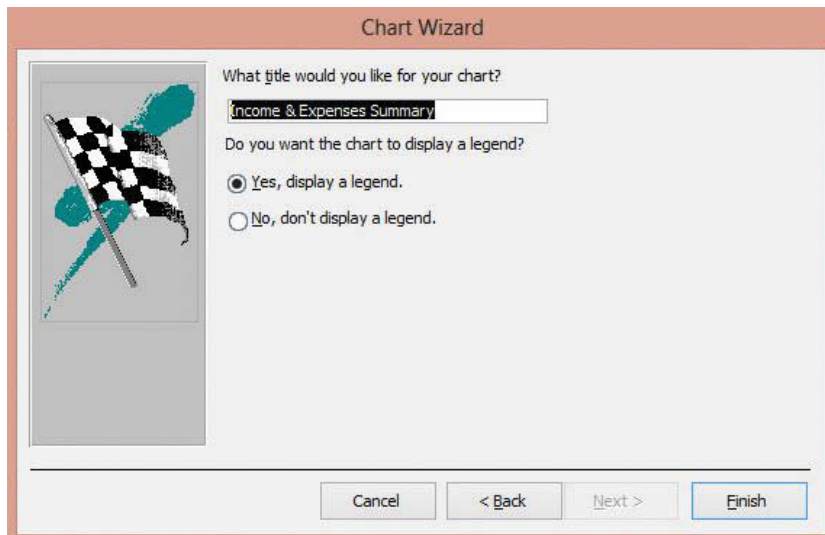 Chart Wizard
What title would you like for your chart?
Income & Expenses Summary
Do you want the chart to display a legend?
Yes, display a legend.
No, don't display a legend.
Cancel
< Back
Next >
Finish